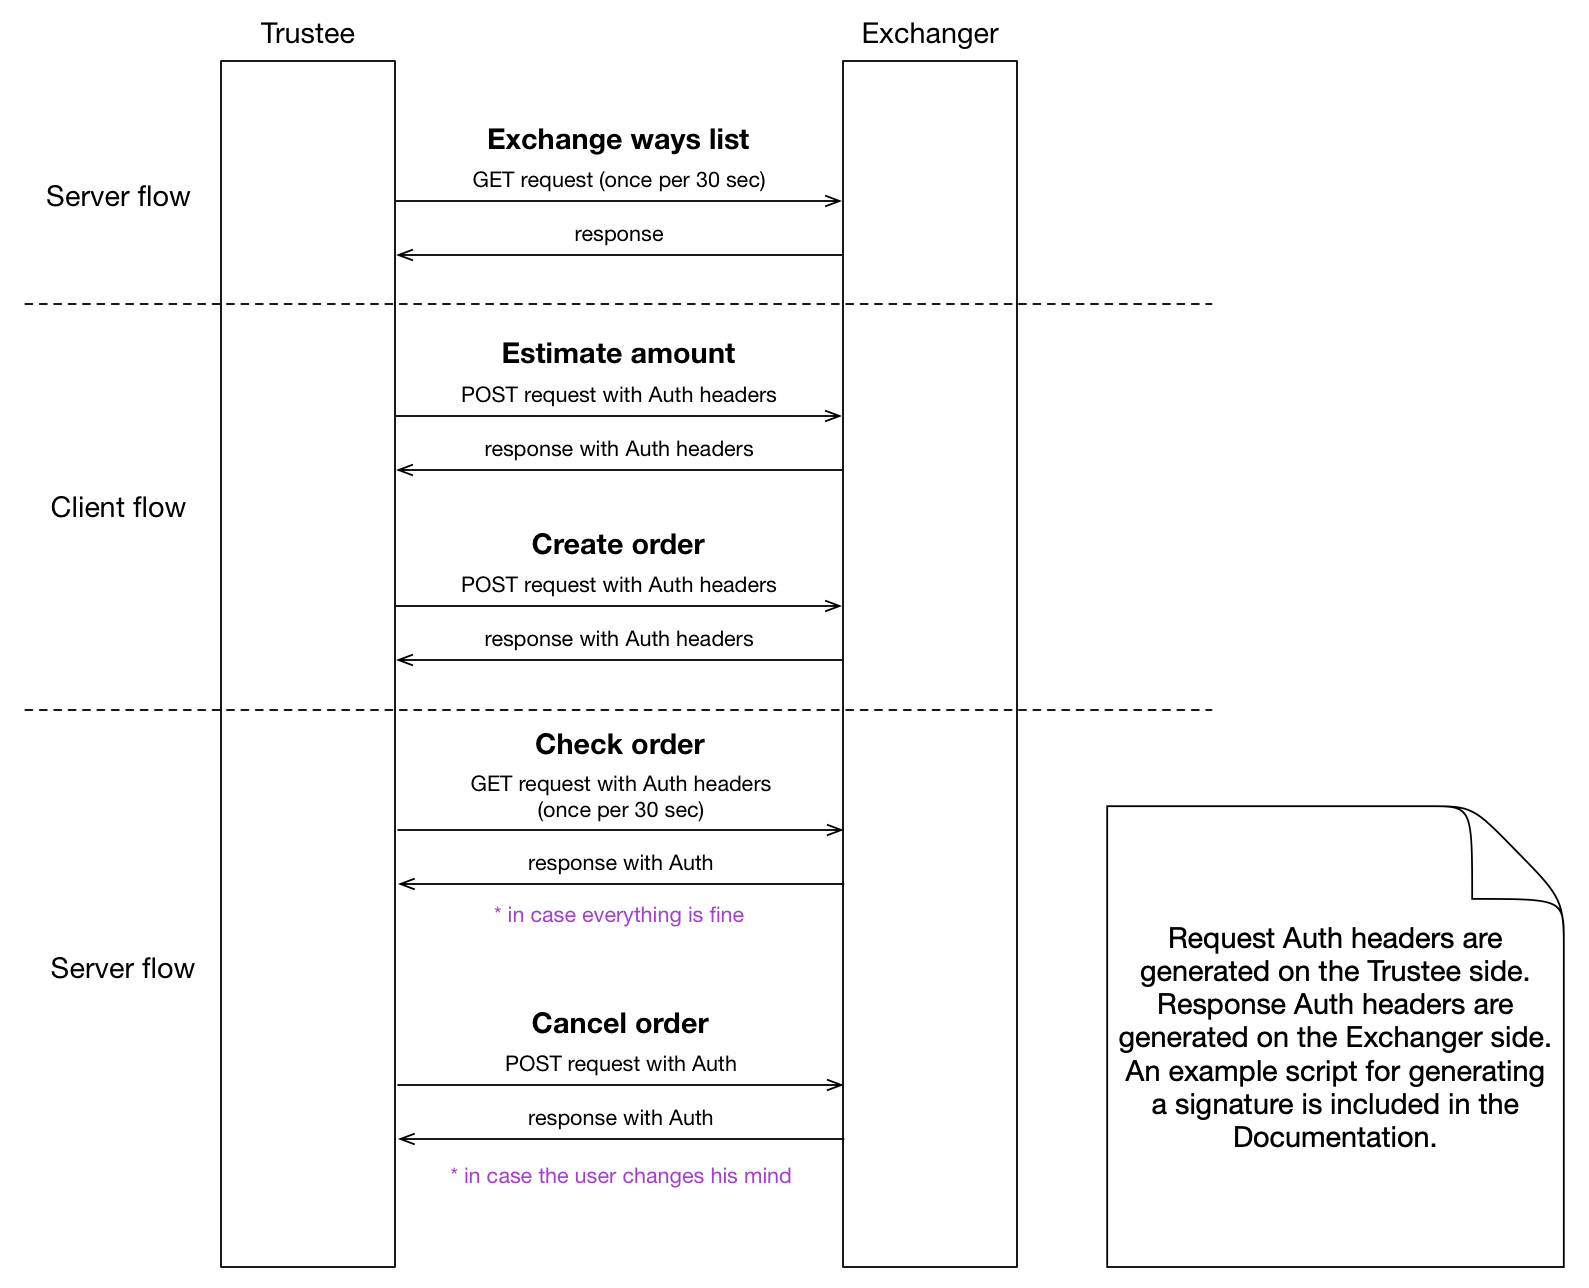 Trustee
Exchanger
Exchange ways list
GET request (once per 30 sec)
Server flow
response
Estimate amount
POST request with Auth headers
response with Auth headers
Client flow
Create order
POST request with Auth headers
response with Auth headers
Check order
GET request with Auth headers
(once per 30 sec)
response with Auth
* in case everything is fine
Server flow
Cancel order
POST request with Auth
response with Auth
* in case the user changes his mind
Request Auth headers are
generated on the Trustee side.
Response Auth headers are
generated on the Exchanger side.
An example script for generating
a signature is included in the
Documentation.